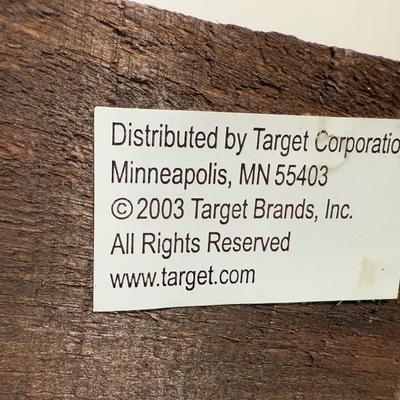 Distributed by Target Corporatio
Minneapolis, MN 55403
© 2003 Target Brands, Inc.
All Rights Reserved
www.target.com